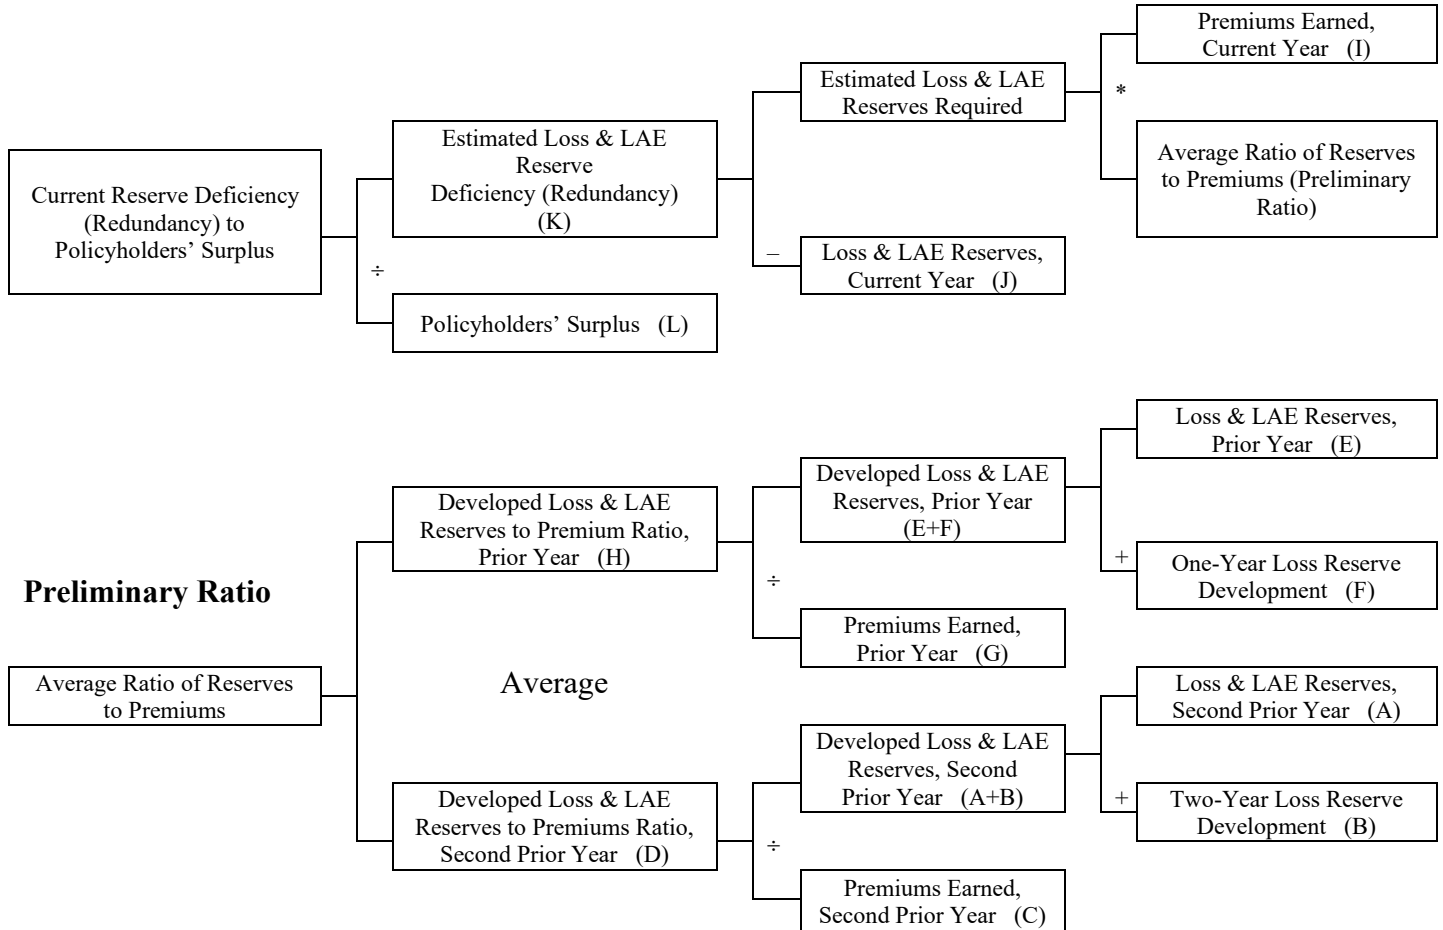 Premiums Earned,
Current Year (I)
Estimated Loss & LAE
Reserves Required
*
Estimated Loss & LAE
Reserve
Deficiency (Redundancy)
(K)
Average Ratio of Reserves
to Premiums (Preliminary
Ratio)
Current Reserve Deficiency
(Redundancy) to
Policyholders’ Surplus
–
Loss & LAE Reserves,
Current Year (J)
÷
Policyholders’ Surplus (L)
Loss & LAE Reserves,
Prior Year (E)
Developed Loss & LAE
Reserves, Prior Year
(E+F)
Developed Loss & LAE
Reserves to Premium Ratio,
Prior Year (H)
+
One-Year Loss Reserve
Development (F)
÷
Preliminary Ratio
Premiums Earned,
Prior Year (G)
Average Ratio of Reserves
to Premiums
Average
Loss & LAE Reserves,
Second Prior Year (A)
Developed Loss & LAE
Reserves, Second
Prior Year (A+B)
Developed Loss & LAE
Reserves to Premiums Ratio,
Second Prior Year (D)
+
Two-Year Loss Reserve
Development (B)
÷
Premiums Earned,
Second Prior Year (C)